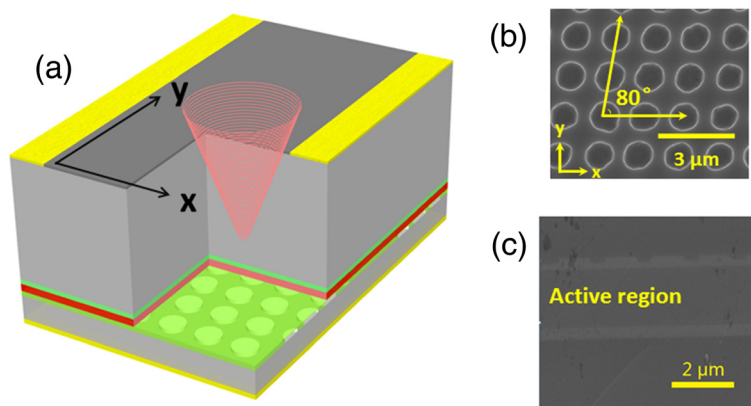 (a)
y
x
(b)
80°
y
x
3 μm
(c)
Active region
2 μm